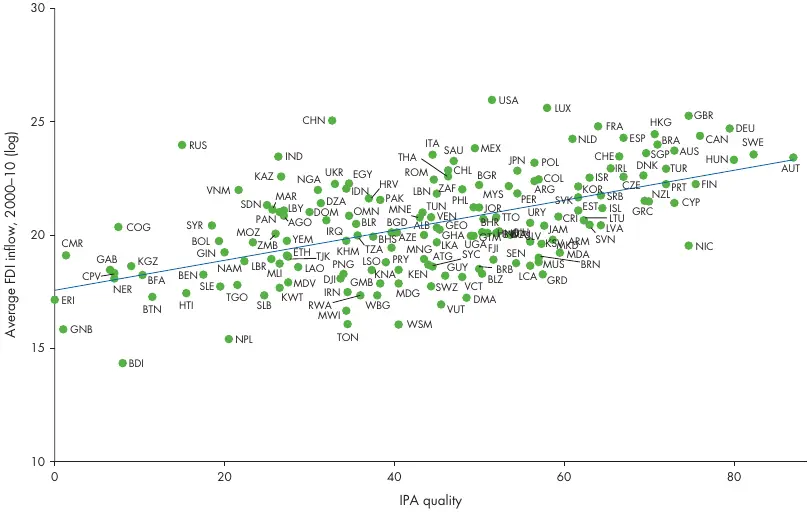 30
USA
LUX
GBR
CHN
FRA
HKG
DEU
25
NLD
ESP
BRA
CAN
RUS
ITA
SAU
MEX
SGP
AUS
SWE
IND
THA
CHL
JPN
POL
CHE
DNK
TUR
HUN
AUT
KAZ
UKR
EGY
HRV
ROM
BGR
COL
ISR
IRL
CZE
PRT
FIN
VNM
NGA
IDN
PAK
LBN
ZAF
MYS
ARG
KOR
SRB
NZL
SDN
MAR
LBY
DZA
MNE
TUN
PHL
JOR
PER
SVK
EST
ISL
GRC
CYP
PAN
AGO
DOM
OMN
BGD
ALB
VEN
TTO
URY
CRI
LTU
COG
SYR
MOZ
IRQ
BLR
GEO
BHR
LVA
20
CMR
BOL
ZMB
YEM
BHS
AZE
GHA
GTM
SLV
JAM
SVN
NIC
GIN
ETH
TJK
KHM
TZA
LKA
UGA
FJI
ARM
MDA
GAB
KGZ
NAM
LBR
MNG
ATG
SYC
SEN
MUS
BRN
CPV
BFA
BEN
MLI
LAO
PNG
LSO
PRY
GUY
BRB
LCA
GRD
NER
SLE
MDV
DJI
KNA
KEN
SWZ
VCT
BLZ
ERI
BTN
HTI
TGO
SLB
KWT
IRN
GMB
MDG
DMA
RWA
WBG
VUT
GNB
MWI
NPL
TON
WSM
15
BDI
10
0
20
40
60
80
IPA quality
Average FDI inflow, 2000–10 (log)